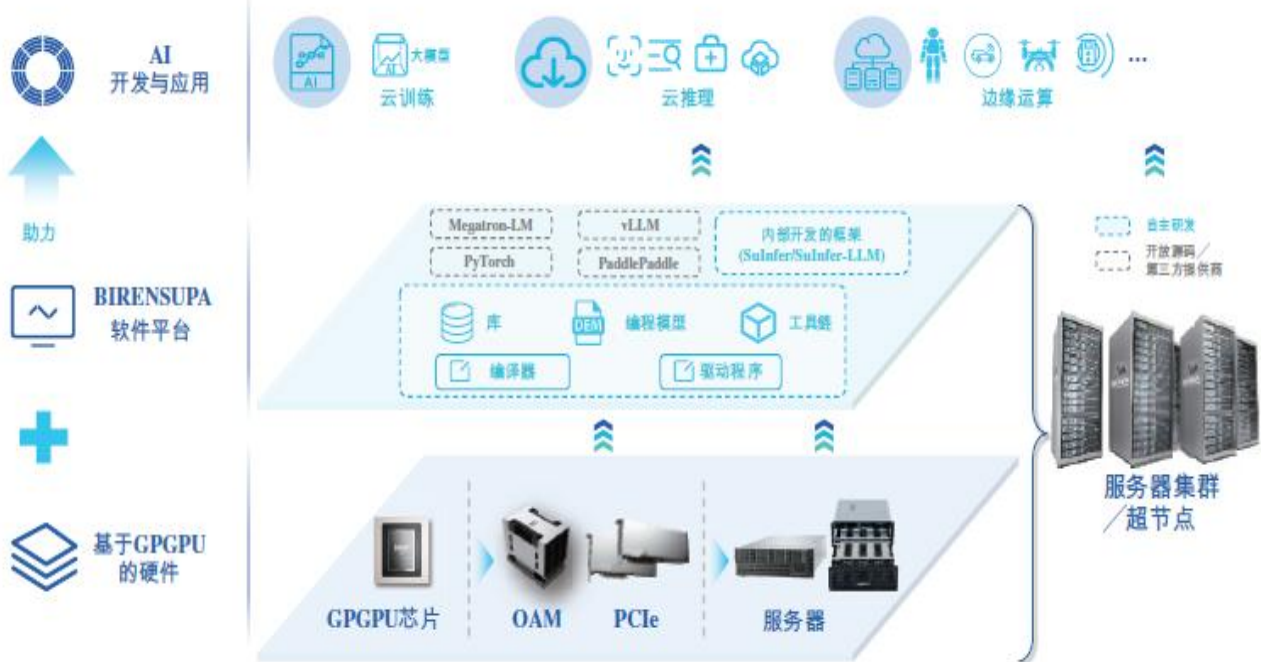 AI
开发与应用
AI
AI
大模型
云训练
云推理
边缘运算
...
助力
Megatron-LM
vLLM
内部开发的框架
(SuInfer/SuInfer-LLM)
PyTorch
PaddlePaddle
自主研发
开放源码／
第三方提供商
BIRENSUPA
软件平台
库
DEM
编程模型
工具链
编译器
驱动程序
服务器集群
／超节点
基于GPGPU
的硬件
GPGPU芯片
OAM
PCIe
服务器